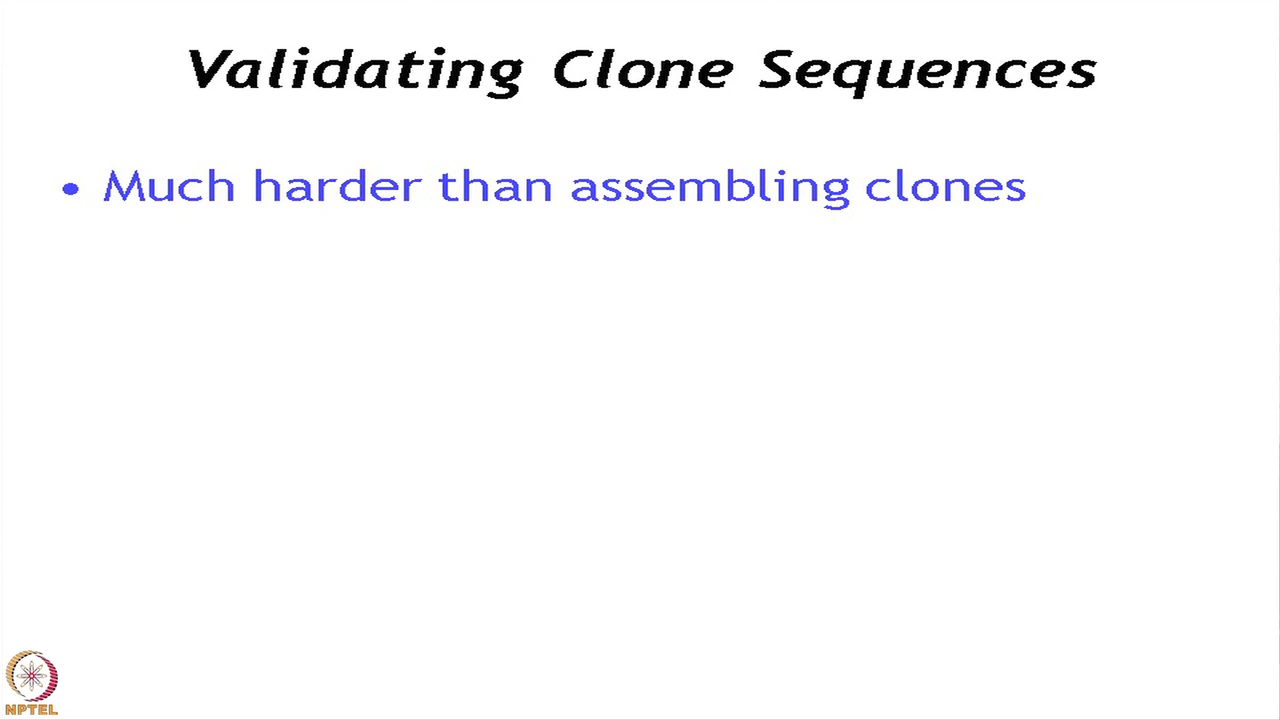 Validating Clone Sequences
• Much harder than assembling clones
NPTEL